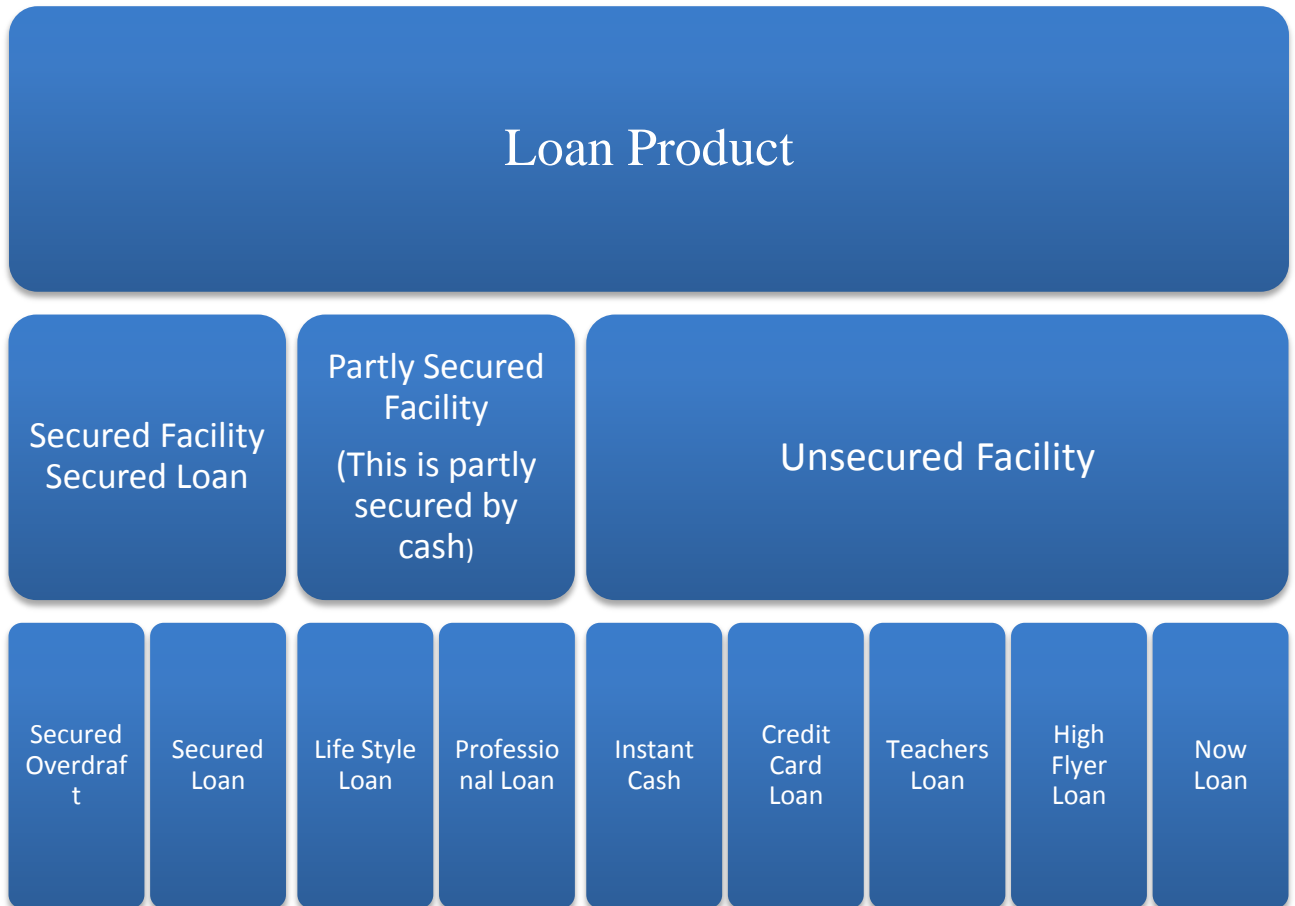 Loan Product
Secured Facility
Secured Loan
Partly Secured
Facility
(This is partly
secured by
cash)
Unsecured Facility
Secured
Overdraf
t
Secured
Loan
Life Style
Loan
Professio
nal Loan
Instant
Cash
Credit
Card
Loan
Teachers
Loan
High
Flyer
Loan
Now
Loan